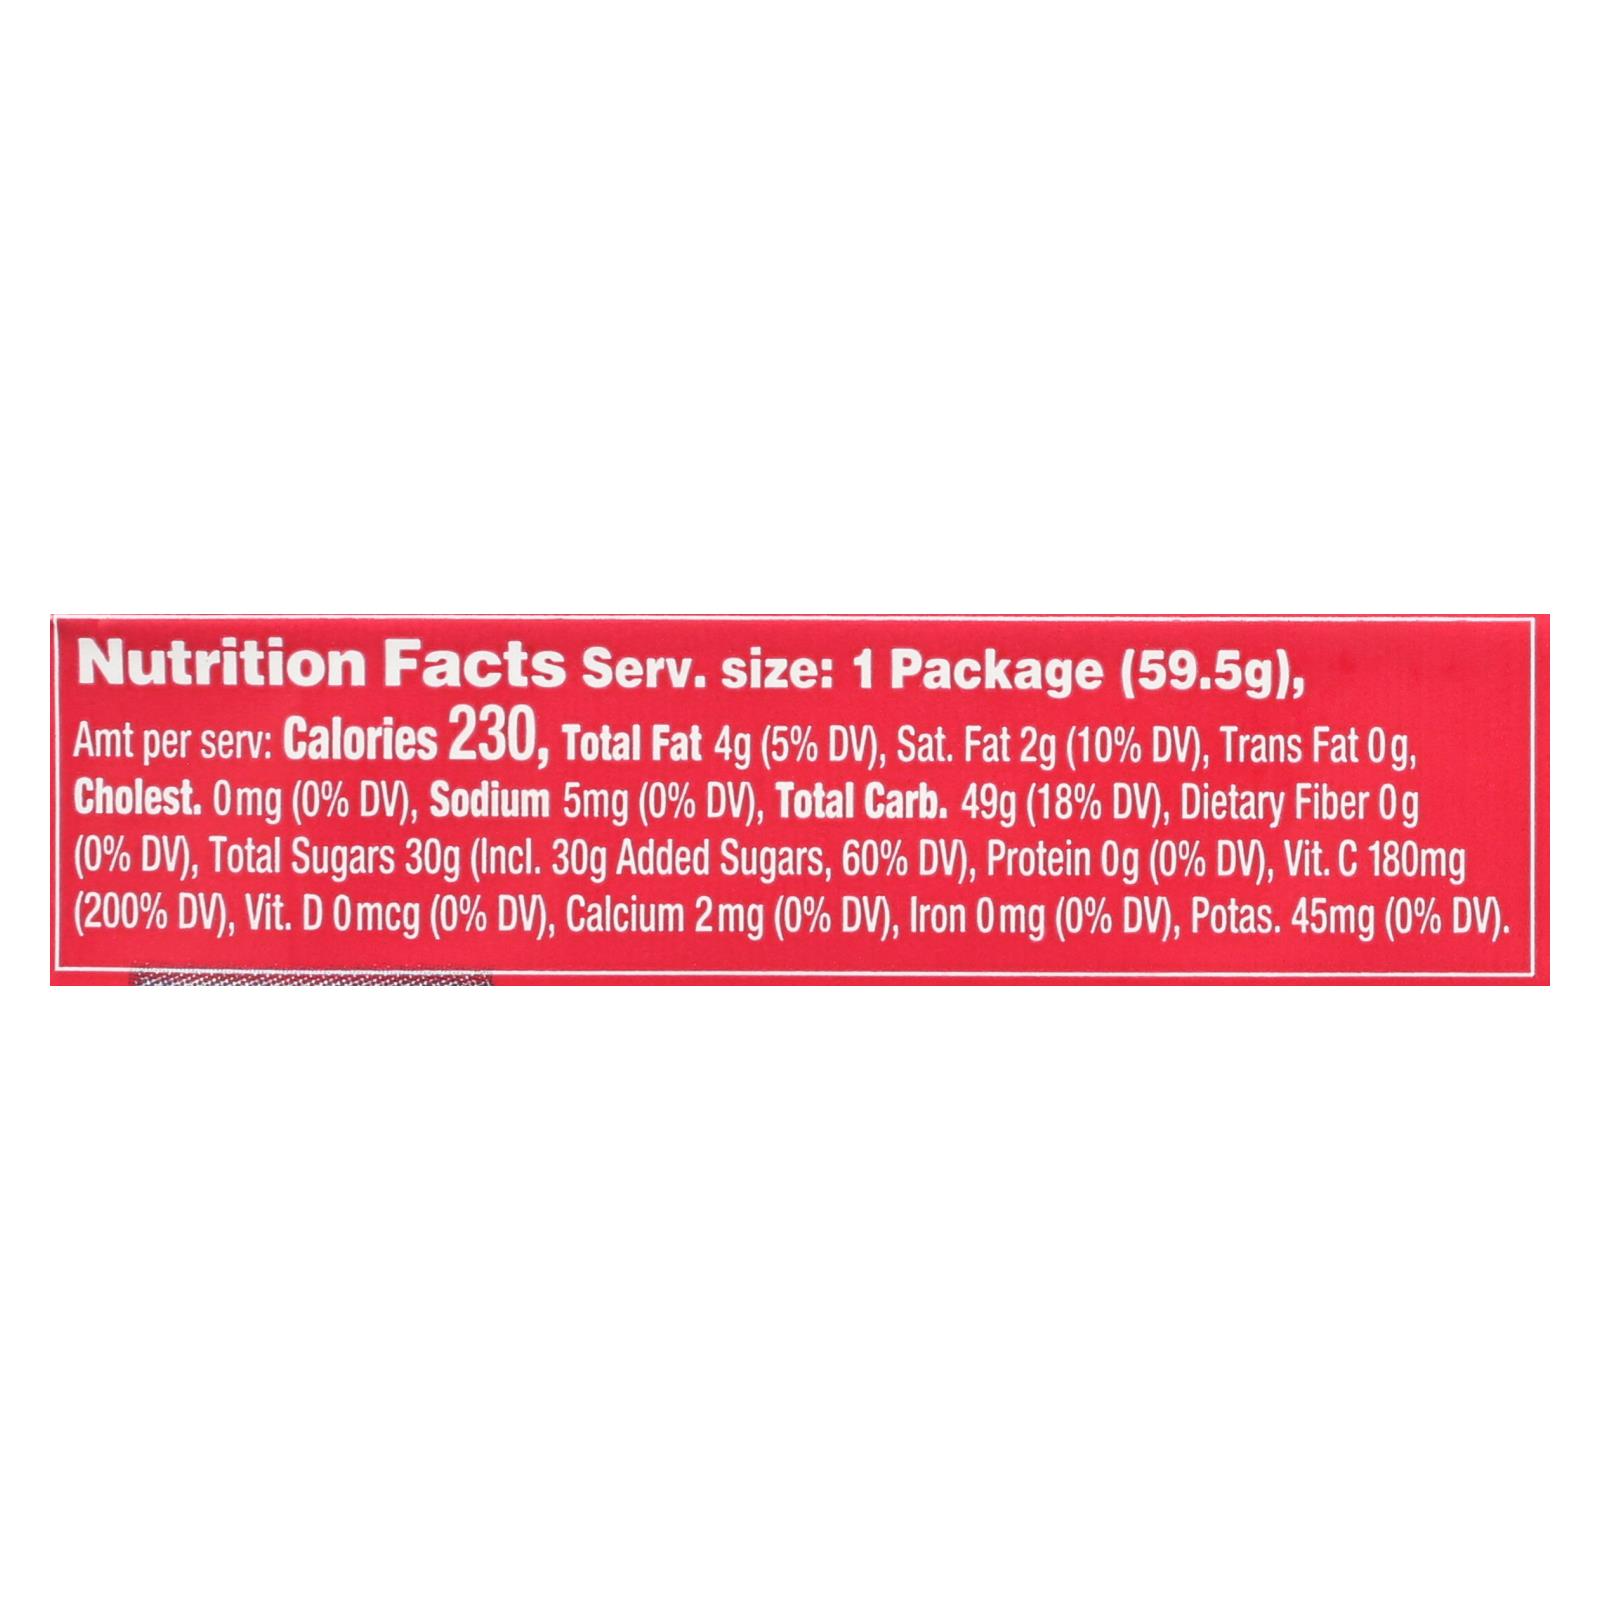 Nutrition Facts Serv. size: 1 Package (59.5g),
Amt per serv: Calories 230, Total Fat 4g (5% DV), Sat. Fat 2g (10% DV), Trans Fat 0g,
Cholest. 0mg (0% DV), Sodium 5mg (0% DV), Total Carb. 49g (18% DV), Dietary Fiber 0g
(0% DV), Total Sugars 30g (Incl. 30g Added Sugars, 60% DV), Protein 0g (0% DV), Vit. C 180mg
(200% DV), Vit. D 0mcg (0% DV), Calcium 2mg (0% DV), Iron 0mg (0% DV), Potas. 45mg (0% DV).